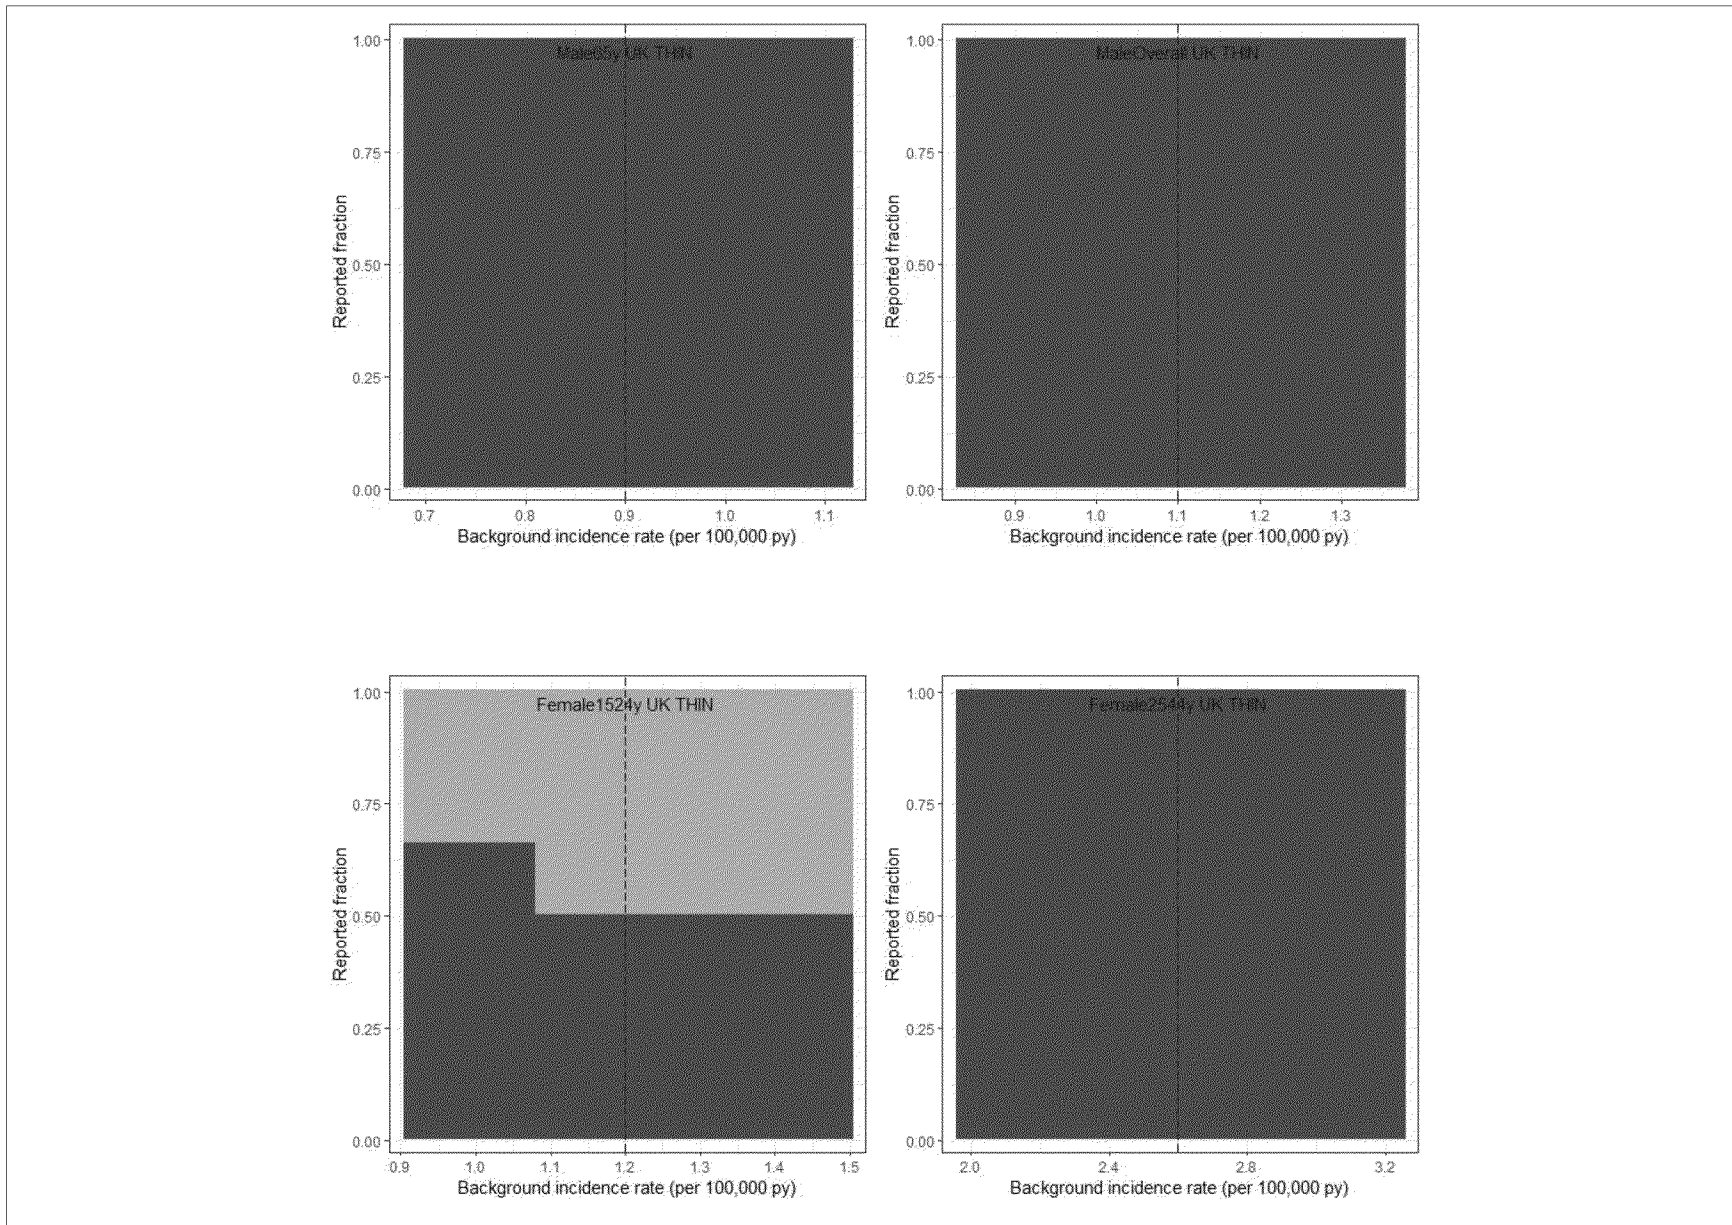 Male65y UK THIN
1.00
0.75
0.50
0.25
0.00
Reported fraction
0.7 0.8 0.9 1.0 1.1
Background incidence rate (per 100,000 py)
MaleOverall UK THIN
1.00
0.75
0.50
0.25
0.00
Reported fraction
0.9 1.0 1.1 1.2 1.3
Background incidence rate (per 100,000 py)
Female1524y UK THIN
1.00
0.75
0.50
0.25
0.00
Reported fraction
0.9 1.0 1.1 1.2 1.3 1.4 1.5
Background incidence rate (per 100,000 py)
Female2544y UK THIN
1.00
0.75
0.50
0.25
0.00
Reported fraction
2.0 2.4 2.8 3.2
Background incidence rate (per 100,000 py)